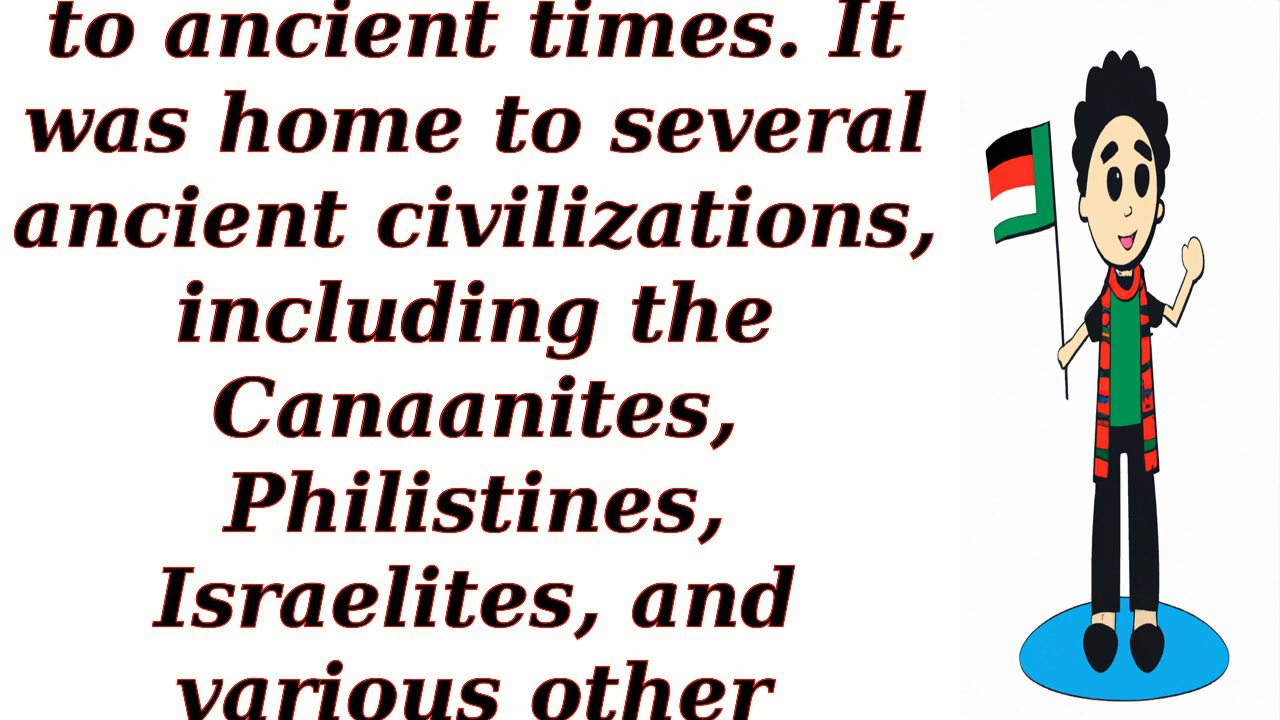 to ancient times. It
was home to several
ancient civilizations,
including the
Canaanites,
Philistines,
Israelites, and
various other